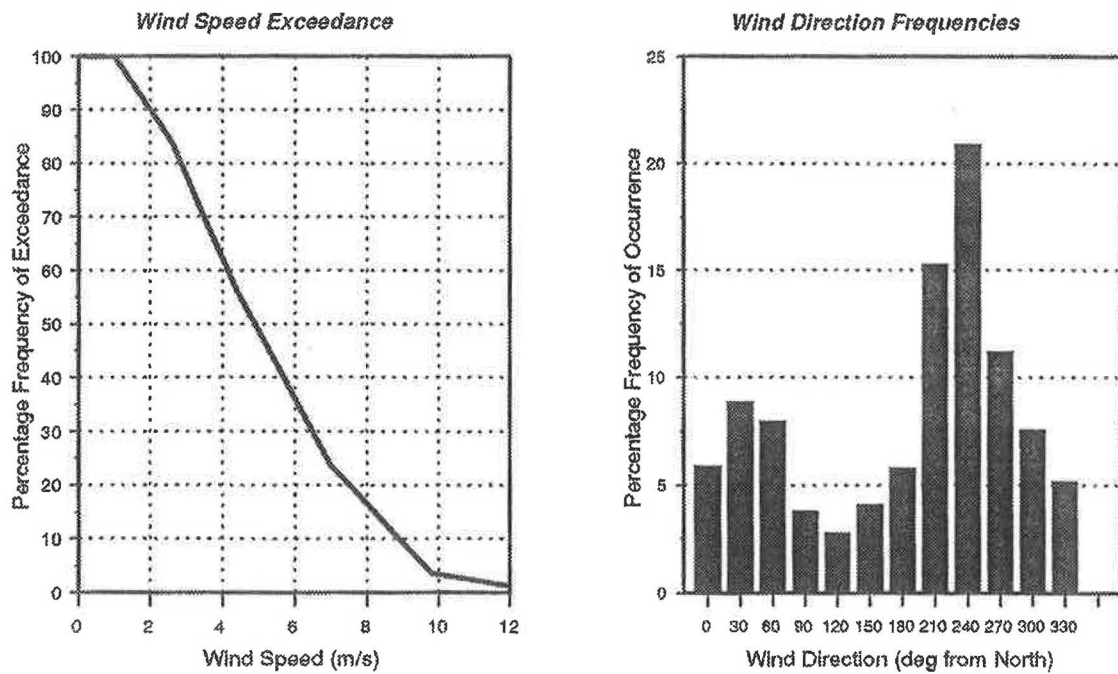 Wind Speed Exceedance
Percentage Frequency of Exceedance
100
90
80
70
60
50
40
30
20
10
0
0 2 4 6 8 10 12
Wind Speed (m/s)
Wind Direction Frequencies
Percentage Frequency of Occurrence
25
20
15
10
5
0
0 30 60 90 120 150 180 210 240 270 300 330
Wind Direction (deg from North)